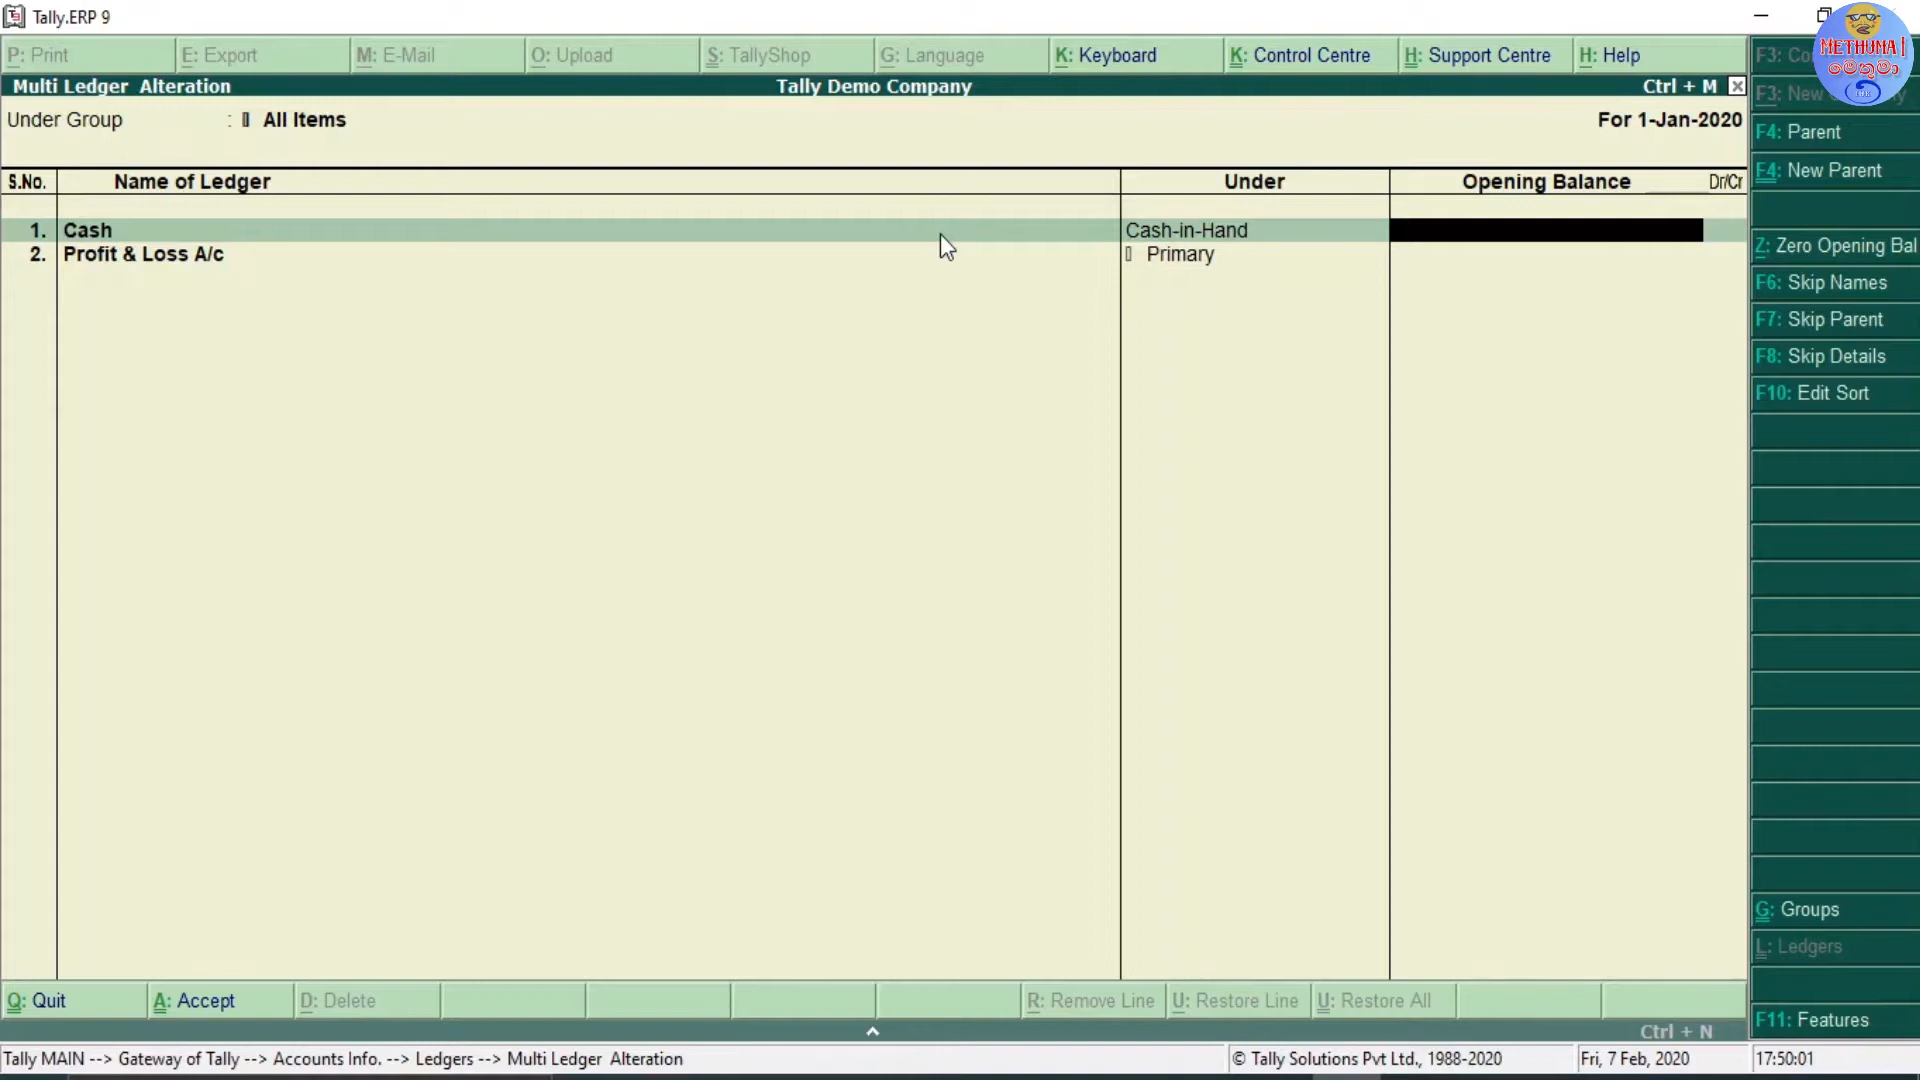 Tally.ERP 9
P: Print E: Export M: E-Mail O: Upload S: TallyShop G: Language K: Keyboard K: Control Centre H: Support Centre H: Help
METHUMA
මෙතුමා
Multi Ledger Alteration Tally Demo Company Ctrl + M
Under Group : All Items For 1-Jan-2020
S.No. Name of Ledger Under Opening Balance Dr/Cr
1. Cash Cash-in-Hand
2. Profit & Loss A/c Primary
F3: New
F4: Parent
F4: New Parent
Z: Zero Opening Bal
F6: Skip Names
F7: Skip Parent
F8: Skip Details
F10: Edit Sort
G: Groups
L: Ledgers
F11: Features
Q: Quit A: Accept D: Delete R: Remove Line U: Restore Line U: Restore All
Ctrl + N
Tally MAIN --> Gateway of Tally --> Accounts Info. --> Ledgers --> Multi Ledger Alteration © Tally Solutions Pvt Ltd., 1988-2020 Fri, 7 Feb, 2020 17:50:01